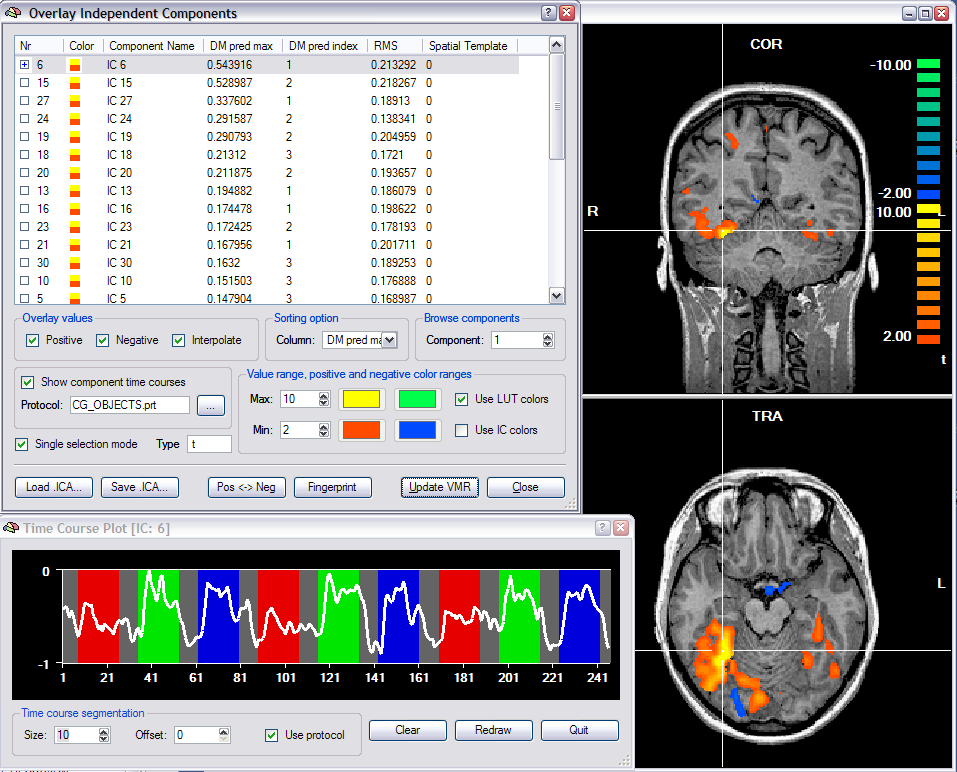 Overlay Independent Components
Nr Color Component Name DM pred max DM pred index RMS Spatial Template
6 IC 6 0.543916 1 0.213292 0
15 IC 15 0.528987 2 0.218267 0
27 IC 27 0.337602 1 0.18913 0
24 IC 24 0.291587 2 0.138341 0
19 IC 19 0.290793 2 0.204959 0
18 IC 18 0.21312 3 0.1721 0
20 IC 20 0.211875 2 0.193657 0
13 IC 13 0.194882 1 0.186079 0
16 IC 16 0.174478 1 0.198622 0
23 IC 23 0.172425 2 0.178193 0
21 IC 21 0.167956 1 0.201711 0
30 IC 30 0.1632 3 0.189253 0
10 IC 10 0.151503 3 0.176888 0
5 IC 5 0.147904 3 0.168987 0
Overlay values
Positive Negative Interpolate
Sorting option
Column: DM pred ma
Browse components
Component: 1
Show component time courses
Protocol: CG_OBJECTS.prt ...
Single selection mode Type t
Value range, positive and negative color ranges
Max: 10 Use LUT colors
Min: 2 Use IC colors
Load .ICA... Save .ICA... Pos <-> Neg Fingerprint Update VMR Close
COR
-10.00
-2.00
10.00
R L
2.00
t
TRA
L
Time Course Plot [IC: 6]
0
-1
1 21 41 61 81 101 121 141 161 181 201 221 241
Time course segmentation
Size: 10 Offset: 0 Use protocol
Clear Redraw Quit